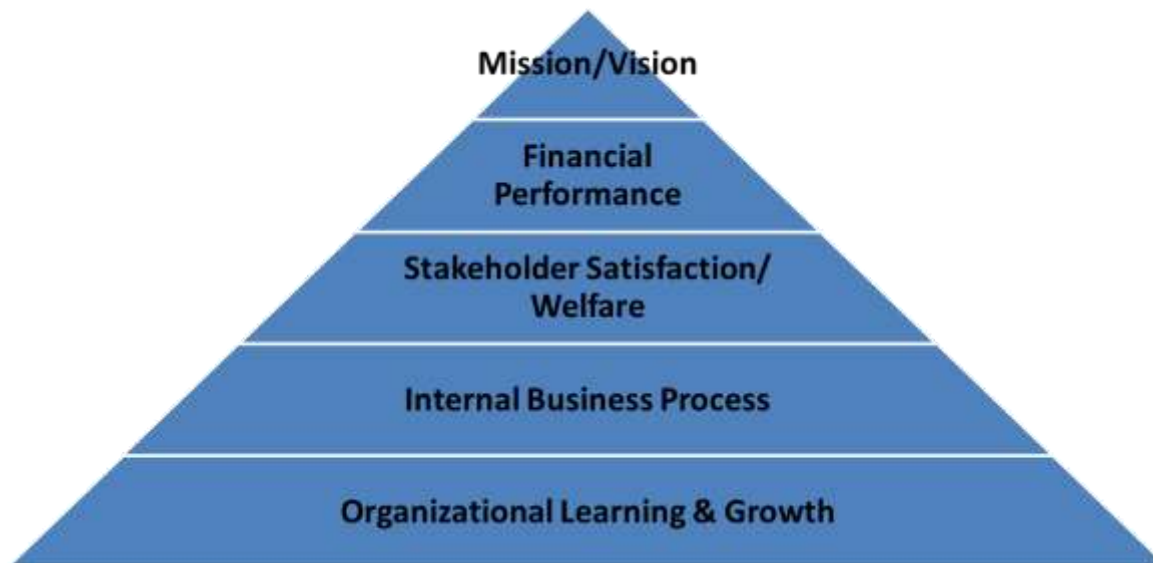 Mission/Vision
Financial
Performance
Stakeholder Satisfaction/
Welfare
Internal Business Process
Organizational Learning & Growth